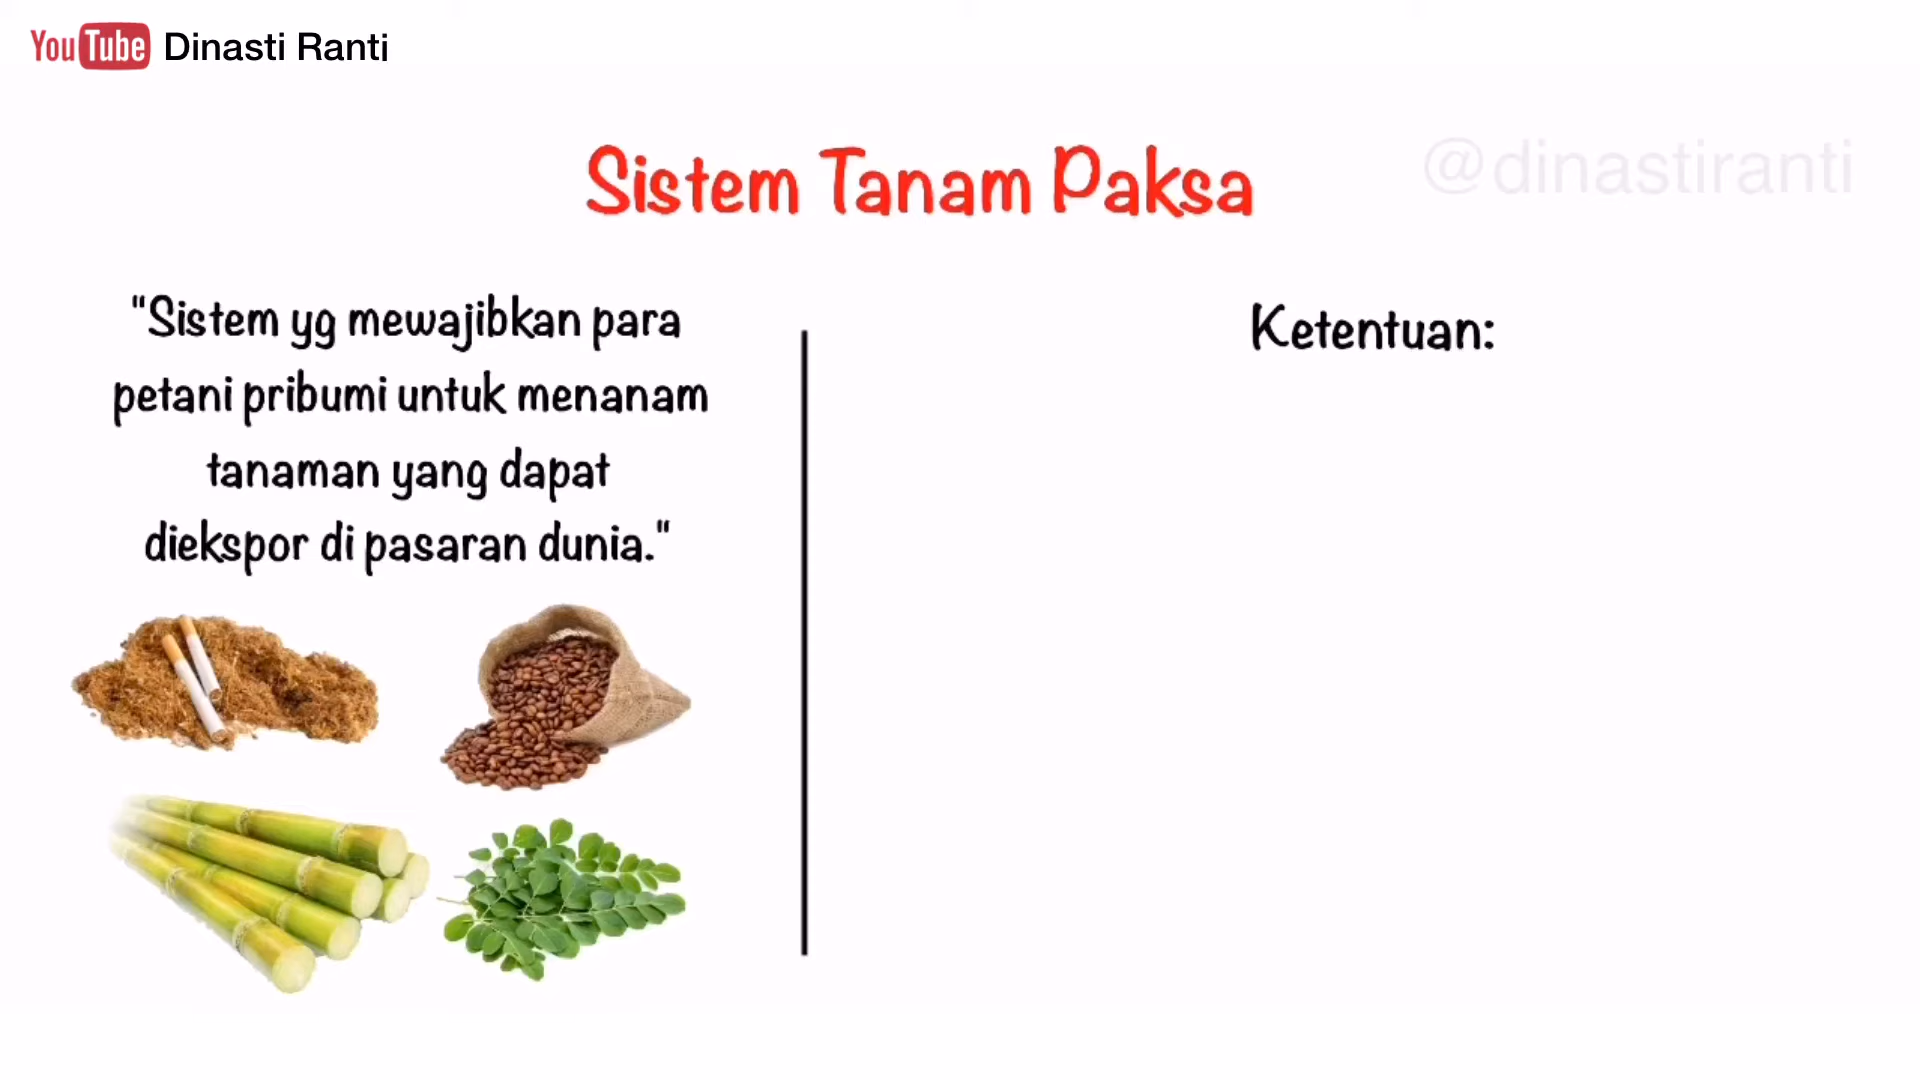 YouTube Dinasti Ranti
@dinastiranti
Sistem Tanam Paksa
"Sistem yg mewajibkan para
petani pribumi untuk menanam
tanaman yang dapat
diekspor di pasaran dunia."
Ketentuan: